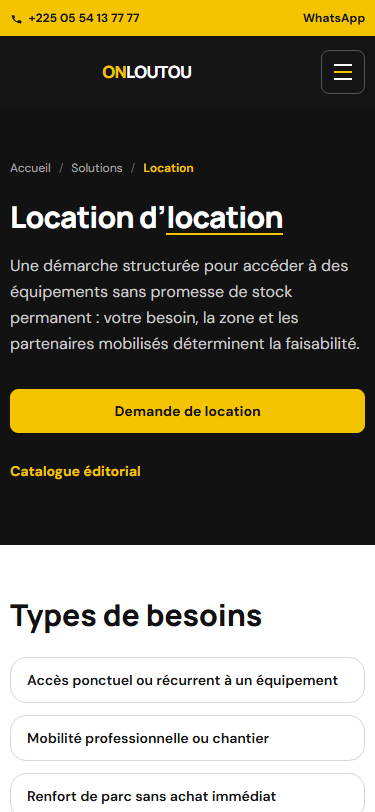 +225 05 54 13 77 77 WhatsApp
ONLOUTOU
Accueil / Solutions / Location
Location d’location
Une démarche structurée pour accéder à des
équipements sans promesse de stock
permanent : votre besoin, la zone et les
partenaires mobilisés déterminent la faisabilité.
Demande de location
Catalogue éditorial
Types de besoins
Accès ponctuel ou récurrent à un équipement
Mobilité professionnelle ou chantier
Renfort de parc sans achat immédiat